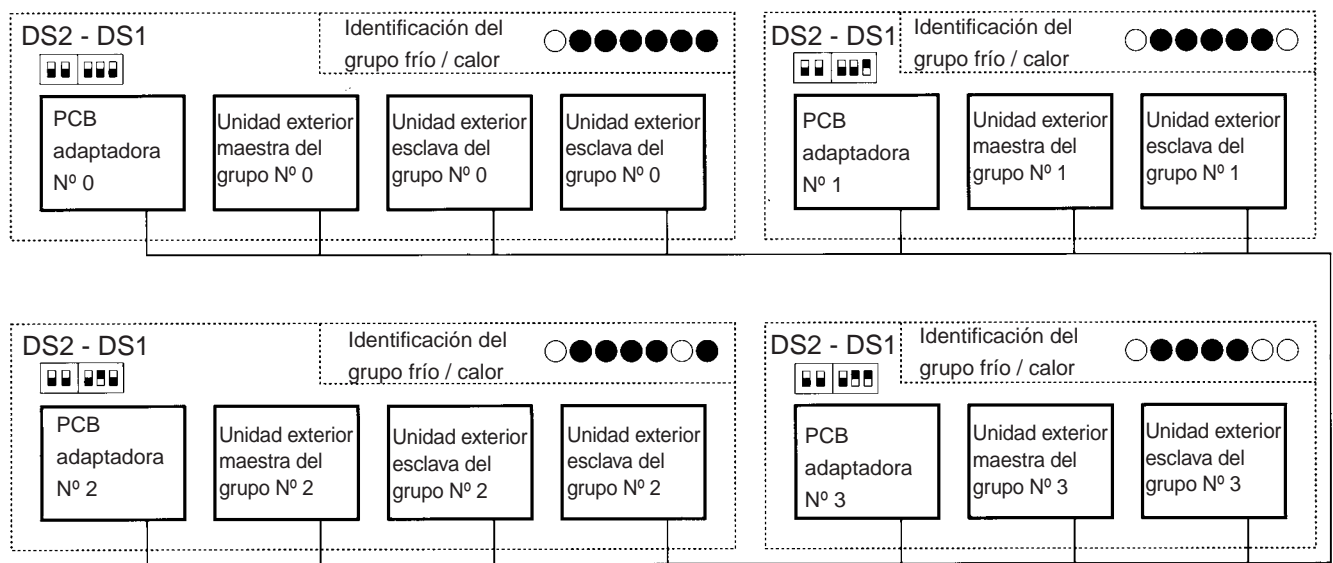 DS2 - DS1
Identificación del
grupo frío / calor
PCB
adaptadora
Nº 0
Unidad exterior
maestra del
grupo Nº 0
Unidad exterior
esclava del
grupo Nº 0
Unidad exterior
esclava del
grupo Nº 0
DS2 - DS1
Identificación del
grupo frío / calor
PCB
adaptadora
Nº 1
Unidad exterior
maestra del
grupo Nº 1
Unidad exterior
esclava del
grupo Nº 1
DS2 - DS1
Identificación del
grupo frío / calor
PCB
adaptadora
Nº 2
Unidad exterior
maestra del
grupo Nº 2
Unidad exterior
esclava del
grupo Nº 2
Unidad exterior
esclava del
grupo Nº 2
DS2 - DS1
Identificación del
grupo frío / calor
PCB
adaptadora
Nº 3
Unidad exterior
maestra del
grupo Nº 3
Unidad exterior
esclava del
grupo Nº 3